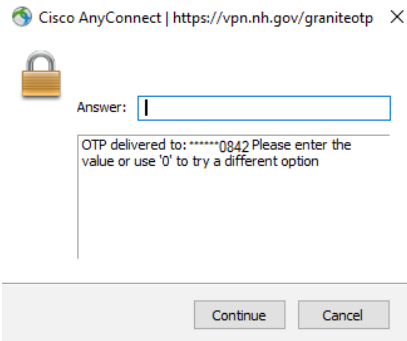 Cisco AnyConnect | https://vpn.nh.gov/graniteotp
Answer:
OTP delivered to: ******0842 Please enter the
value or use '0' to try a different option
Continue Cancel